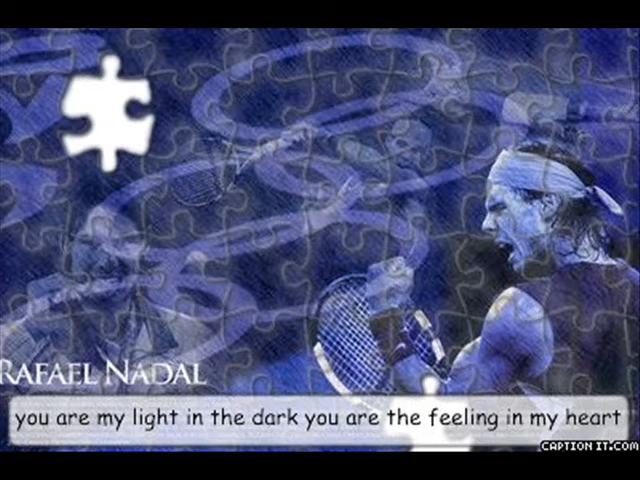 RAFAEL NADAL
you are my light in the dark you are the feeling in my heart
CAPTION IT.COM